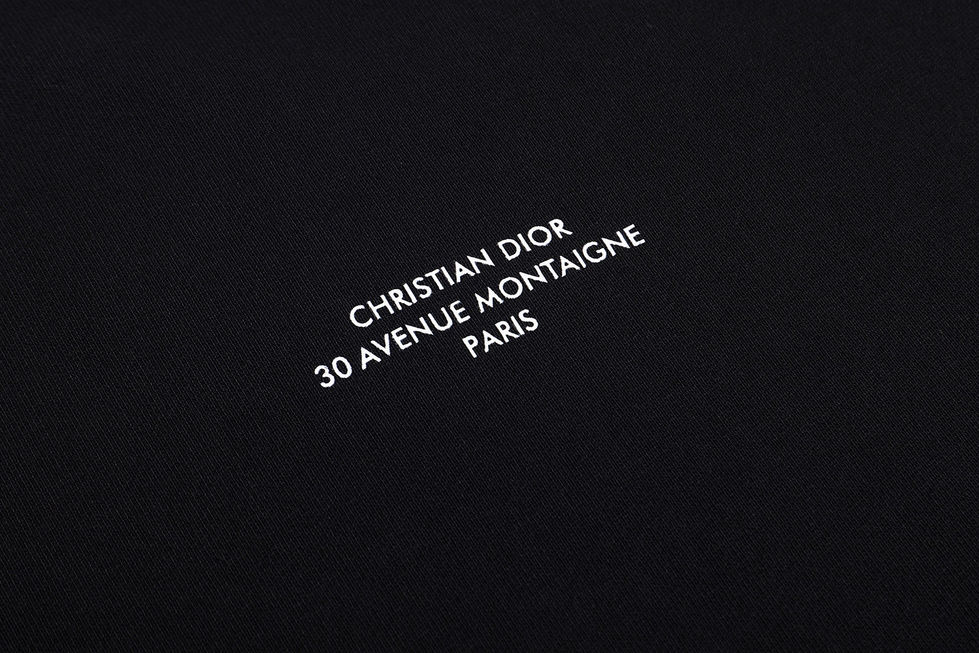 CHRISTIAN DIOR
30 AVENUE MONTAIGNE
PARIS